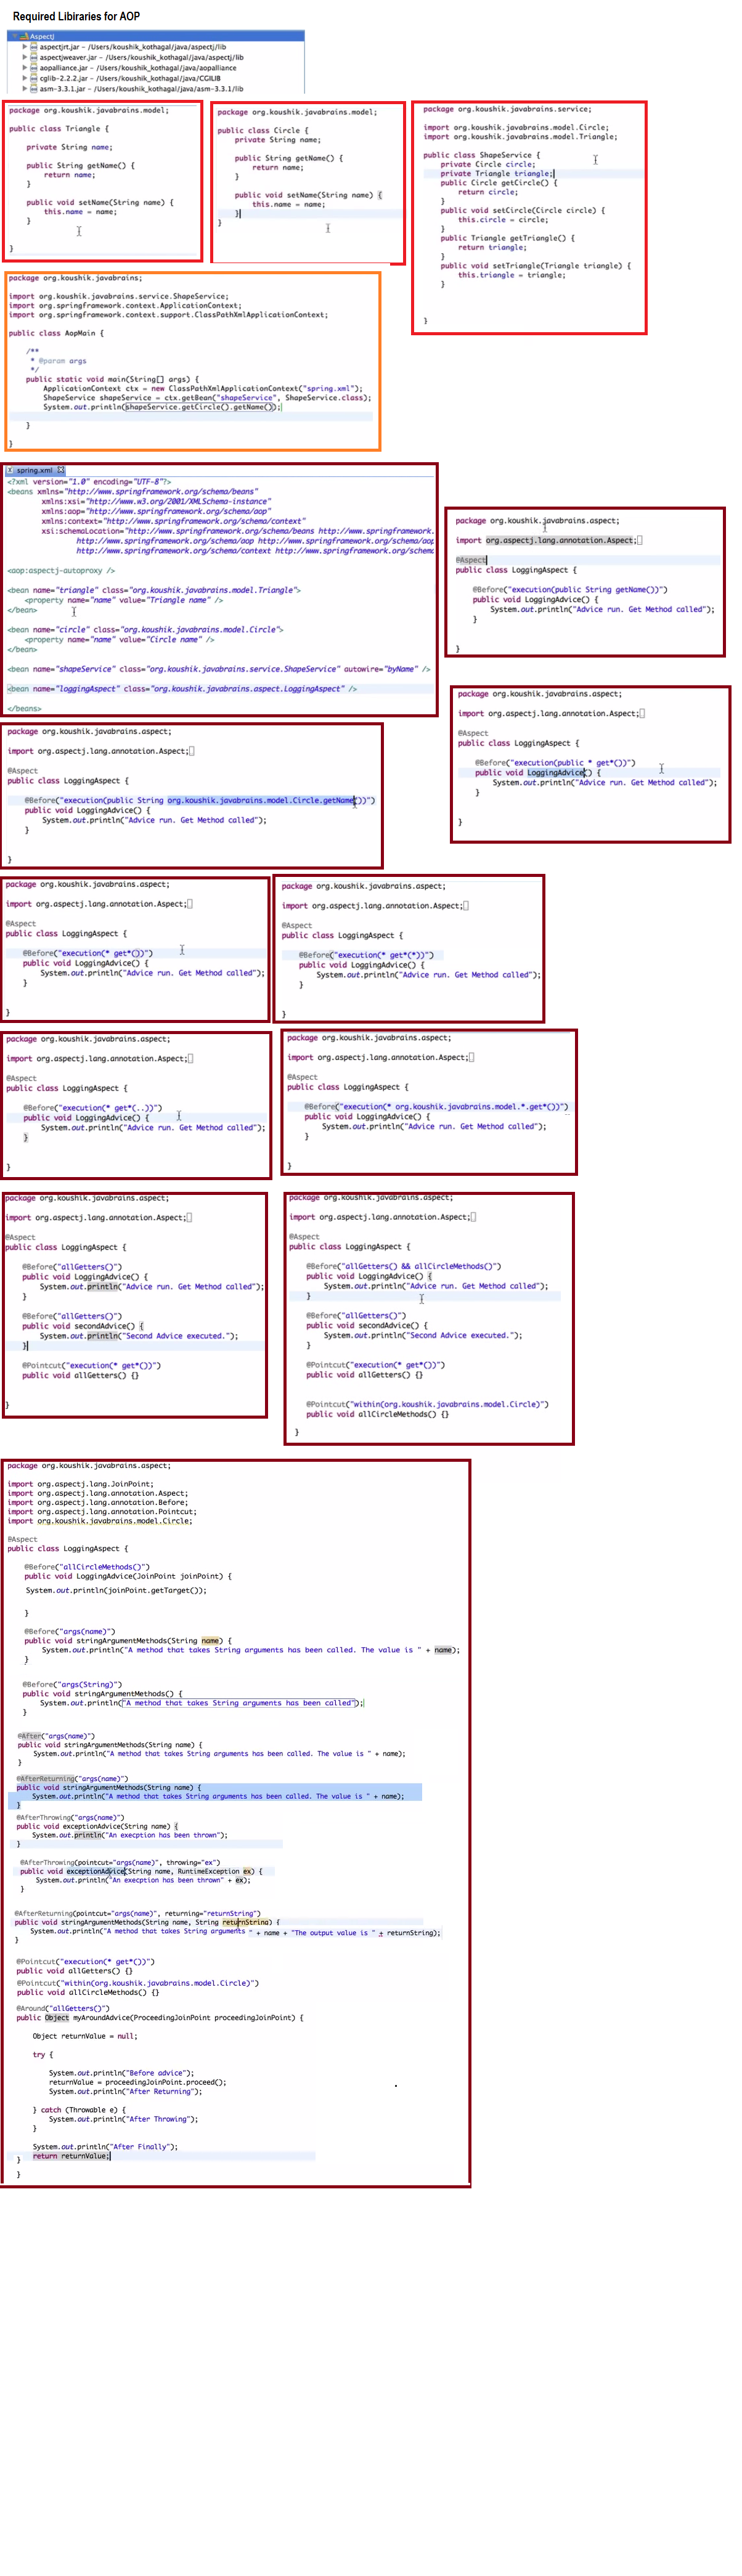 Required Libiraries for AOP
AspectJ
aspectjrt.jar – /Users/koushik_kothagal/java/aspectj/lib
aspectjweaver.jar – /Users/koushik_kothagal/java/aspectj/lib
aopalliance.jar – /Users/koushik_kothagal/java/aopalliance
cglib-2.2.2.jar – /Users/koushik_kothagal/java/CGILIB
asm-3.3.1.jar – /Users/koushik_kothagal/java/asm-3.3.1/lib
package org.koushik.javabrains.model;
public class Triangle {
private String name;
public String getName() {
return name;
}
public void setName(String name) {
this.name = name;
}
}
package org.koushik.javabrains.model;
public class Circle {
private String name;
public String getName() {
return name;
}
public void setName(String name) {
this.name = name;
}
}
package org.koushik.javabrains.service;
import org.koushik.javabrains.model.Circle;
import org.koushik.javabrains.model.Triangle;
public class ShapeService {
private Circle circle;
private Triangle triangle;
public Circle getCircle() {
return circle;
}
public void setCircle(Circle circle) {
this.circle = circle;
}
public Triangle getTriangle() {
return triangle;
}
public void setTriangle(Triangle triangle) {
this.triangle = triangle;
}
}
package org.koushik.javabrains;
import org.koushik.javabrains.service.ShapeService;
import org.springframework.context.ApplicationContext;
import org.springframework.context.support.ClassPathXmlApplicationContext;
public class AopMain {
/**
* @param args
*/
public static void main(String[] args) {
ApplicationContext ctx = new ClassPathXmlApplicationContext("spring.xml");
ShapeService shapeService = ctx.getBean("shapeService", ShapeService.class);
System.out.println(shapeService.getCircle().getName());
}
}
spring.xml
<?xml version="1.0" encoding="UTF-8"?>
<beans xmlns="http://www.springframework.org/schema/beans"
xmlns:xsi="http://www.w3.org/2001/XMLSchema-instance"
xmlns:aop="http://www.springframework.org/schema/aop"
xmlns:context="http://www.springframework.org/schema/context"
xsi:schemaLocation="http://www.springframework.org/schema/beans http://www.springframework.
http://www.springframework.org/schema/aop http://www.springframework.org/schema/aop
http://www.springframework.org/schema/context http://www.springframework.org/schema
<aop:aspectj-autoproxy />
<bean name="triangle" class="org.koushik.javabrains.model.Triangle">
<property name="name" value="Triangle name" />
</bean>
<bean name="circle" class="org.koushik.javabrains.model.Circle">
<property name="name" value="Circle name" />
</bean>
<bean name="shapeService" class="org.koushik.javabrains.service.ShapeService" autowire="byName" />
<bean name="loggingAspect" class="org.koushik.javabrains.aspect.LoggingAspect" />
</beans>
package org.koushik.javabrains.aspect;
import org.aspectj.lang.annotation.Aspect;
@Aspect
public class LoggingAspect {
@Before("execution(public String getName())")
public void LoggingAdvice() {
System.out.println("Advice run. Get Method called");
}
}
package org.koushik.javabrains.aspect;
import org.aspectj.lang.annotation.Aspect;
@Aspect
public class LoggingAspect {
@Before("execution(public * get*())")
public void LoggingAdvice() {
System.out.println("Advice run. Get Method called");
}
}
package org.koushik.javabrains.aspect;
import org.aspectj.lang.annotation.Aspect;
@Aspect
public class LoggingAspect {
@Before("execution(public String org.koushik.javabrains.model.Circle.getName())")
public void LoggingAdvice() {
System.out.println("Advice run. Get Method called");
}
}
package org.koushik.javabrains.aspect;
import org.aspectj.lang.annotation.Aspect;
@Aspect
public class LoggingAspect {
@Before("execution(* get*())")
public void LoggingAdvice() {
System.out.println("Advice run. Get Method called");
}
}
package org.koushik.javabrains.aspect;
import org.aspectj.lang.annotation.Aspect;
@Aspect
public class LoggingAspect {
@Before("execution(* get*(*))")
public void LoggingAdvice() {
System.out.println("Advice run. Get Method called");
}
}
package org.koushik.javabrains.aspect;
import org.aspectj.lang.annotation.Aspect;
@Aspect
public class LoggingAspect {
@Before("execution(* get*(..))")
public void LoggingAdvice() {
System.out.println("Advice run. Get Method called");
}
}
package org.koushik.javabrains.aspect;
import org.aspectj.lang.annotation.Aspect;
@Aspect
public class LoggingAspect {
@Before("execution(* org.koushik.javabrains.model.*.get*())")
public void LoggingAdvice() {
System.out.println("Advice run. Get Method called");
}
}
package org.koushik.javabrains.aspect;
import org.aspectj.lang.annotation.Aspect;
@Aspect
public class LoggingAspect {
@Before("allGetters()")
public void LoggingAdvice() {
System.out.println("Advice run. Get Method called");
}
@Before("allGetters()")
public void secondAdvice() {
System.out.println("Second Advice executed.");
}
@Pointcut("execution(* get*())")
public void allGetters() {}
}
package org.koushik.javabrains.aspect;
import org.aspectj.lang.annotation.Aspect;
@Aspect
public class LoggingAspect {
@Before("allGetters() && allCircleMethods()")
public void LoggingAdvice() {
System.out.println("Advice run. Get Method called");
}
@Before("allGetters()")
public void secondAdvice() {
System.out.println("Second Advice executed.");
}
@Pointcut("execution(* get*())")
public void allGetters() {}
@Pointcut("within(org.koushik.javabrains.model.Circle)")
public void allCircleMethods() {}
}
package org.koushik.javabrains.aspect;
import org.aspectj.lang.JoinPoint;
import org.aspectj.lang.annotation.Aspect;
import org.aspectj.lang.annotation.Before;
import org.aspectj.lang.annotation.Pointcut;
import org.koushik.javabrains.model.Circle;
@Aspect
public class LoggingAspect {
@Before("allCircleMethods()")
public void LoggingAdvice(JoinPoint joinPoint) {
System.out.println(joinPoint.getTarget());
}
@Before("args(name)")
public void stringArgumentMethods(String name) {
System.out.println("A method that takes String arguments has been called. The value is " + name);
}
@Before("args(String)")
public void stringArgumentMethods() {
System.out.println("A method that takes String arguments has been called");
}
@After("args(name)")
public void stringArgumentMethods(String name) {
System.out.println("A method that takes String arguments has been called. The value is " + name);
}
@AfterReturning("args(name)")
public void stringArgumentMethods(String name) {
System.out.println("A method that takes String arguments has been called. The value is " + name);
}
@AfterThrowing("args(name)")
public void exceptionAdvice(String name) {
System.out.println("An execption has been thrown");
}
@AfterThrowing(pointcut="args(name)", throwing="ex")
public void exceptionAdvice(String name, RuntimeException ex) {
System.out.println("An execption has been thrown" + ex);
}
@AfterReturning(pointcut="args(name)", returning="returnString")
public void stringArgumentMethods(String name, String returnString) {
System.out.println("A method that takes String arguments " + name + "The output value is " + returnString);
}
@Pointcut("execution(* get*())")
public void allGetters() {}
@Pointcut("within(org.koushik.javabrains.model.Circle)")
public void allCircleMethods() {}
@Around("allGetters()")
public Object myAroundAdvice(ProceedingJoinPoint proceedingJoinPoint) {
Object returnValue = null;
try {
System.out.println("Before advice");
returnValue = proceedingJoinPoint.proceed();
System.out.println("After Returning");
} catch (Throwable e) {
System.out.println("After Throwing");
}
System.out.println("After Finally");
return returnValue;
}
}